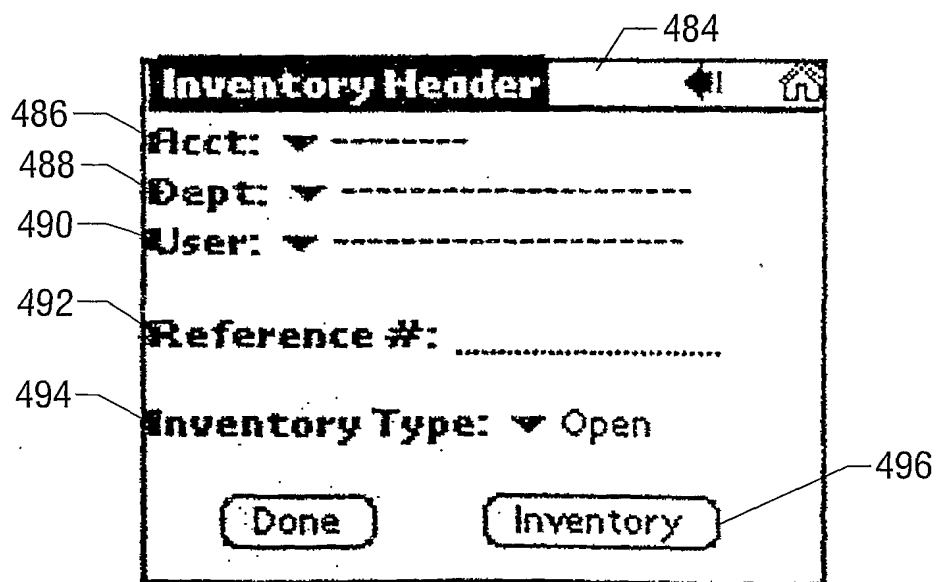 484
Inventory Header
486
Acct:
488
Dept:
490
User:
492
Reference #:
494
Inventory Type: Open
496
Done Inventory